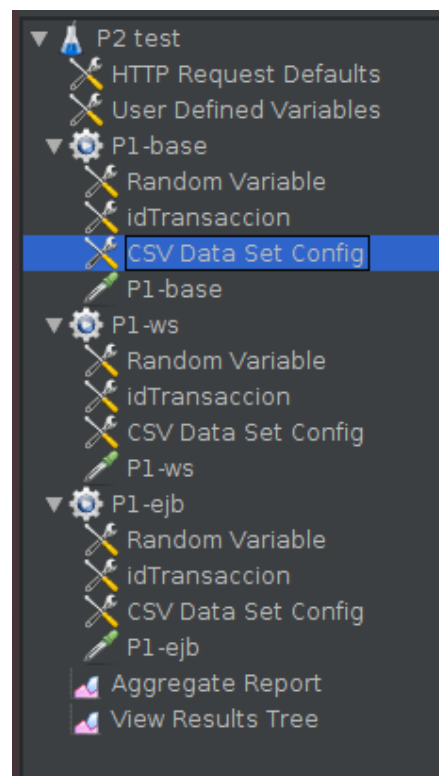 P2 test
HTTP Request Defaults
User Defined Variables
P1-base
Random Variable
idTransaccion
CSV Data Set Config
P1-base
P1-ws
Random Variable
idTransaccion
CSV Data Set Config
P1-ws
P1-ejb
Random Variable
idTransaccion
CSV Data Set Config
P1-ejb
Aggregate Report
View Results Tree